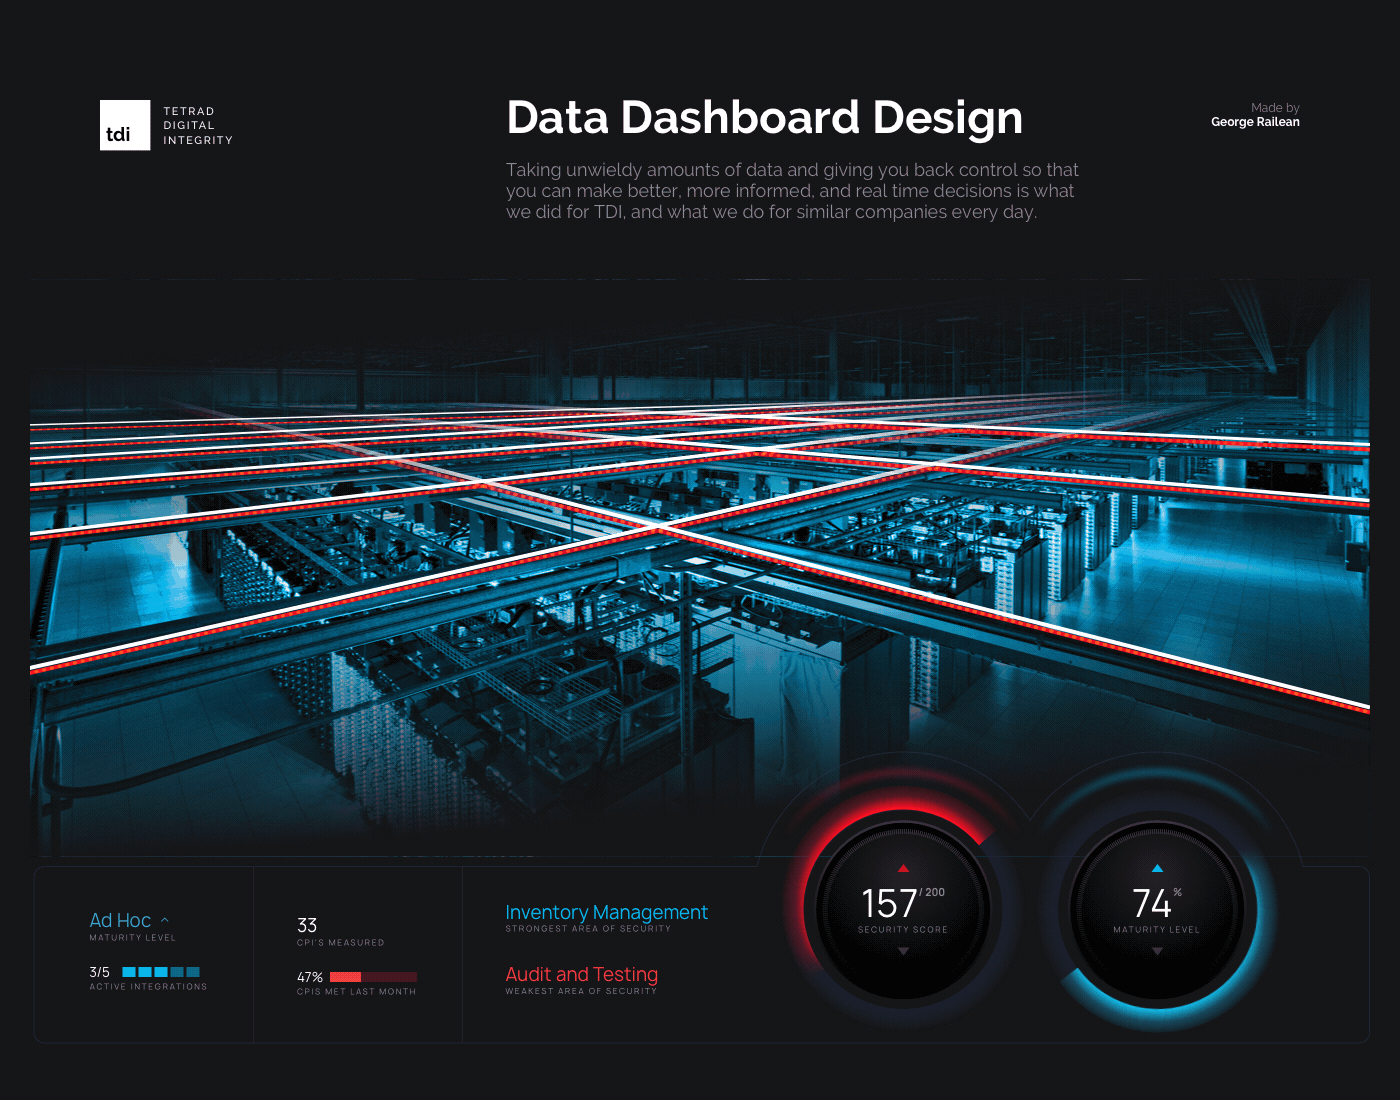 tdi
TETRAD
DIGITAL
INTEGRITY
Data Dashboard Design
Taking unwieldy amounts of data and giving you back control so that
you can make better, more informed, and real time decisions is what
we did for TDI, and what we do for similar companies every day.
Made by
George Railean
Ad Hoc
MATURITY LEVEL
3/5
ACTIVE INTEGRATIONS
33
CPI'S MEASURED
47%
CPIS MET LAST MONTH
Inventory Management
STRONGEST AREA OF SECURITY
Audit and Testing
WEAKEST AREA OF SECURITY
157 / 200
SECURITY SCORE
74 %
MATURITY LEVEL